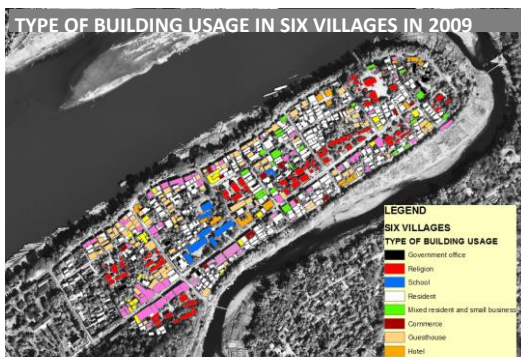 TYPE OF BUILDING USAGE IN SIX VILLAGES IN 2009
LEGEND
SIX VILLAGES
TYPE OF BUILDING USAGE
Government office
Religion
School
Resident
Mixed resident and small business
Commerce
Guesthouse
Hotel